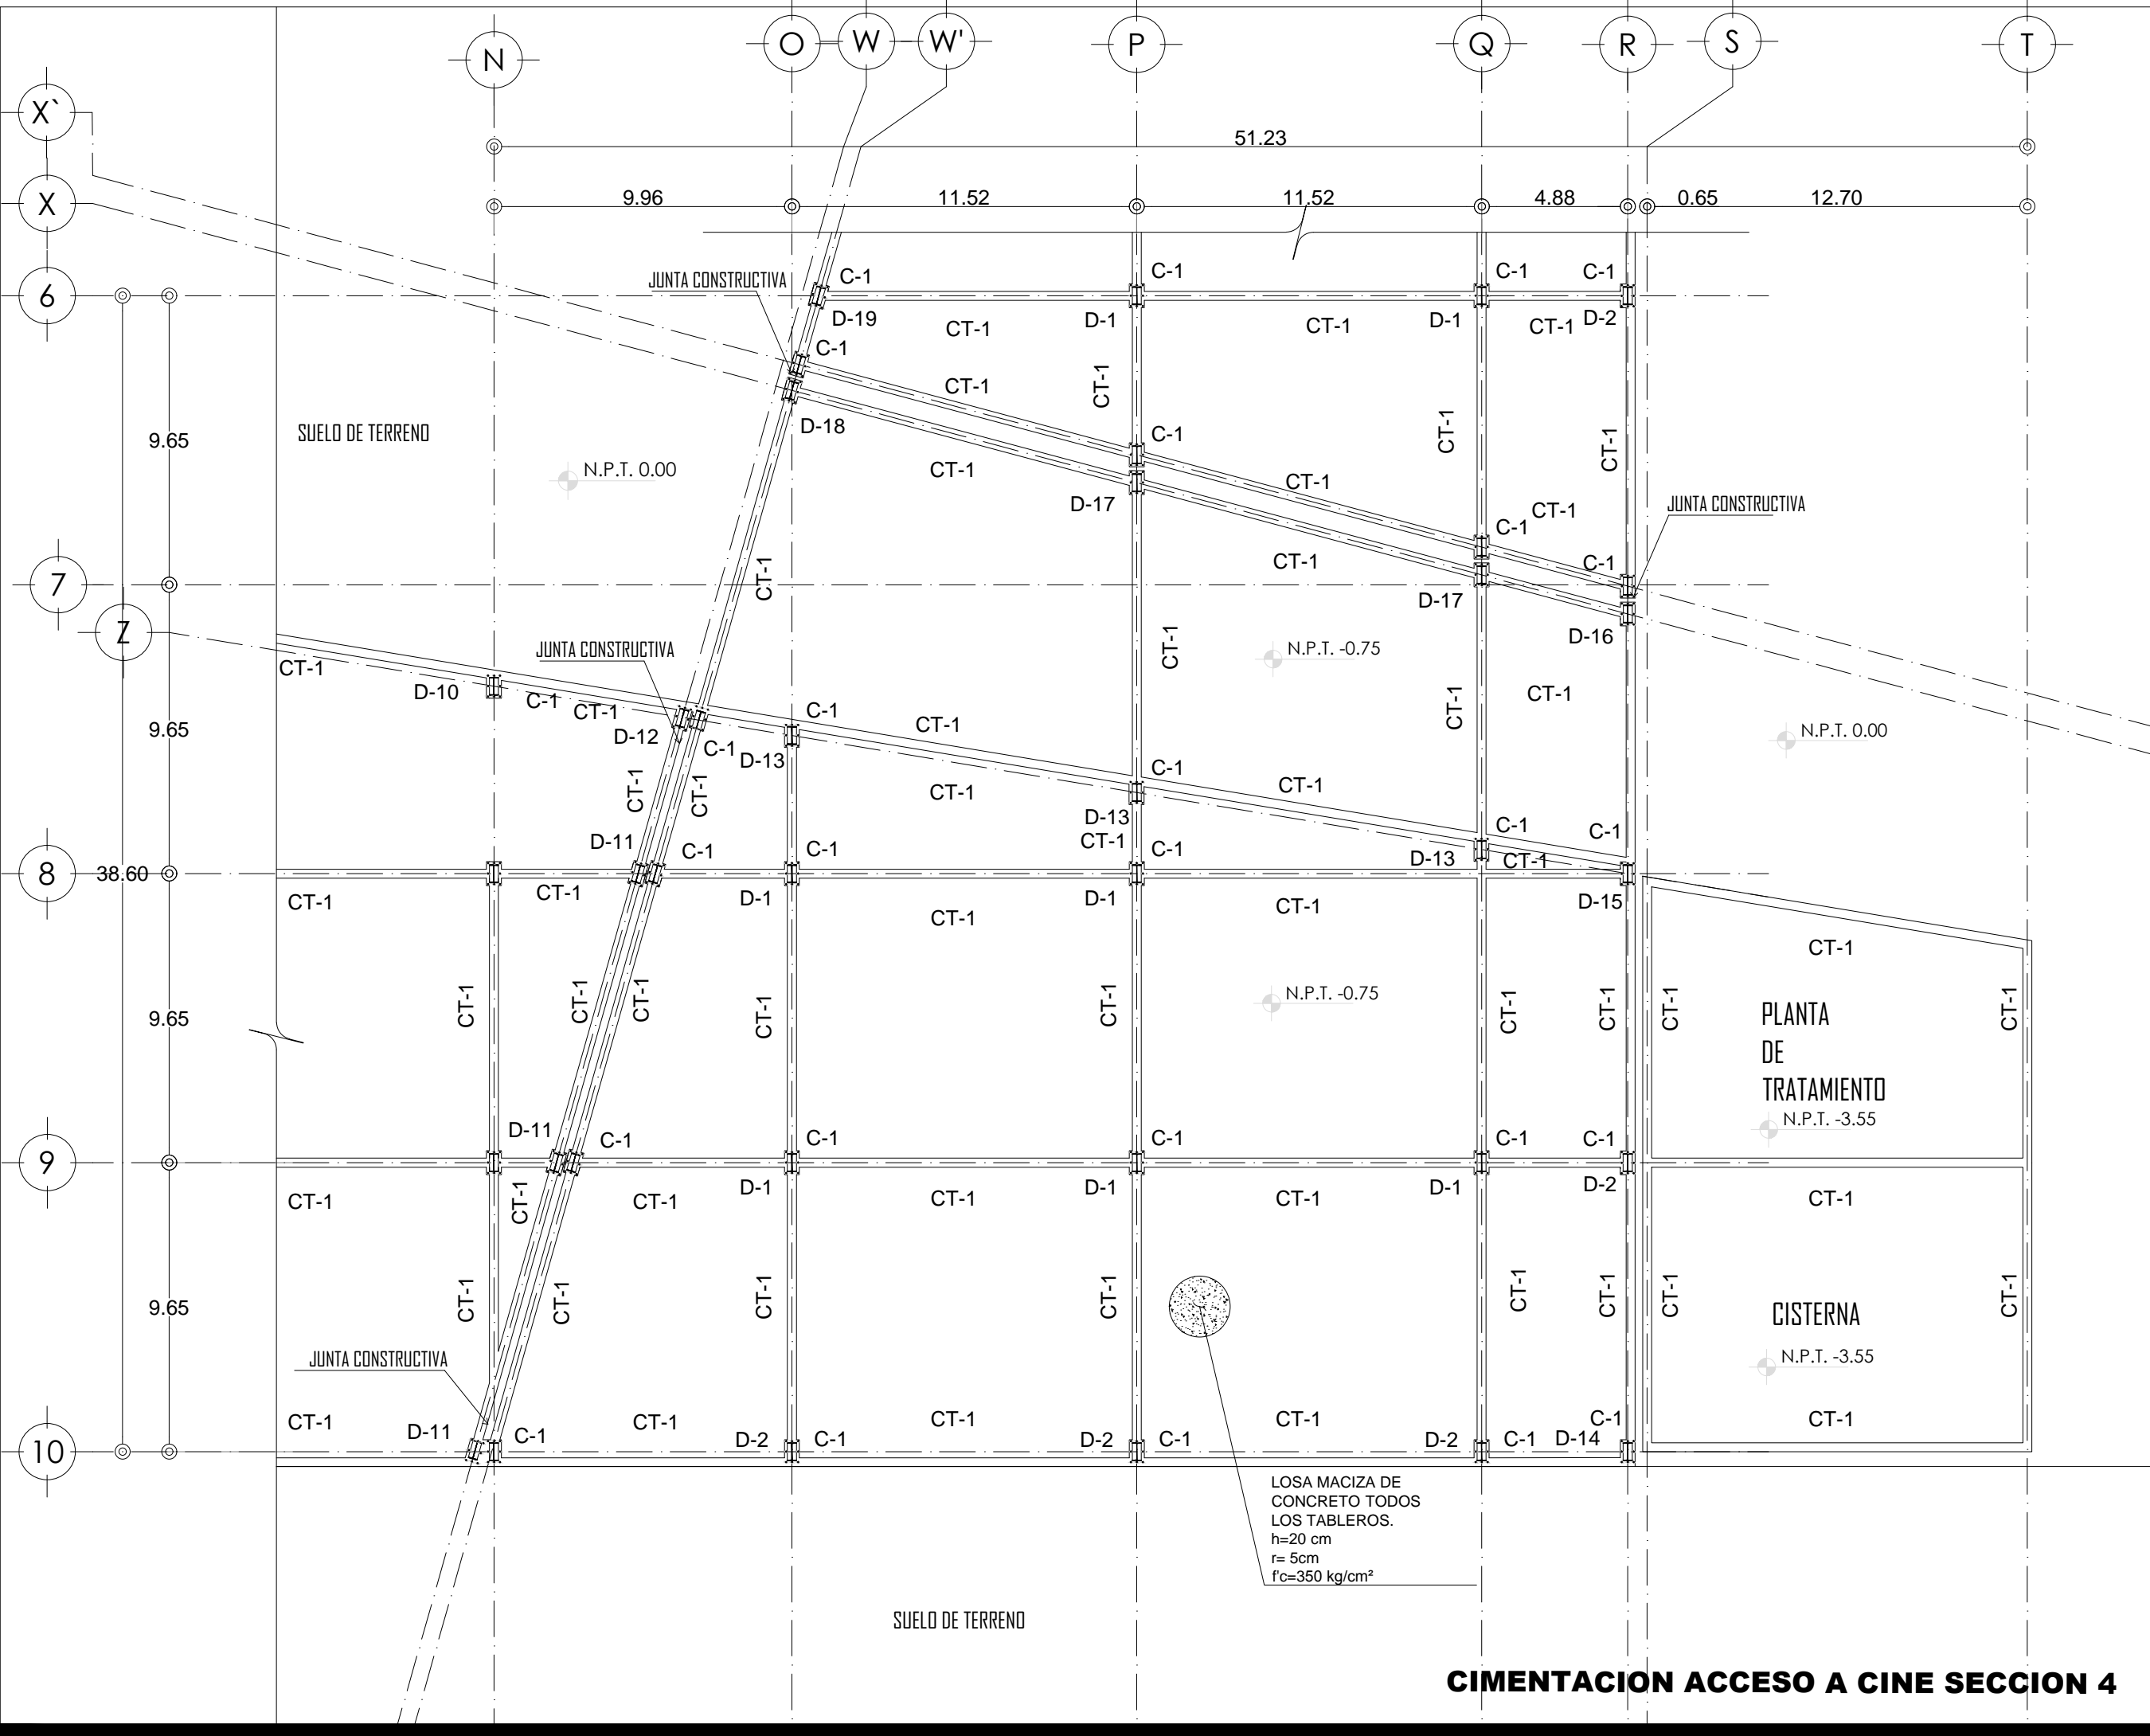 N O W W' P Q R S T
X`
51.23
X
9.96 11.52 11.52 4.88 0.65 12.70
JUNTA CONSTRUCTIVA C-1 C-1 C-1 C-1
6
D-19 CT-1 D-1 CT-1 D-1 CT-1 D-2
C-1
CT-1 CT-1
D-18 C-1 CT-1 CT-1
SUELO DE TERRENO
9.65
N.P.T. 0.00 CT-1 CT-1
D-17 CT-1 JUNTA CONSTRUCTIVA
C-1
CT-1 CT-1 C-1
7
D-17
Z
D-16
JUNTA CONSTRUCTIVA CT-1 N.P.T. -0.75
CT-1
D-10 C-1 CT-1 C-1 CT-1 CT-1 CT-1
9.65
D-12 C-1 D-13 N.P.T. 0.00
C-1
CT-1 CT-1 CT-1 CT-1
D-13 C-1 C-1
D-11 C-1 C-1 CT-1 C-1 D-13 CT-1
8
38.60
CT-1 CT-1 D-1 CT-1 D-1 CT-1 D-15
CT-1
CT-1 CT-1 CT-1 CT-1 CT-1 CT-1 CT-1 CT-1 CT-1
N.P.T. -0.75
9.65
PLANTA
DE
TRATAMIENTO
N.P.T. -3.55
D-11 C-1 C-1 C-1 C-1 C-1
9
CT-1 CT-1 CT-1 D-1 CT-1 D-1 CT-1 D-1 D-2 CT-1
CT-1 CT-1 CT-1 CT-1 CT-1 CT-1 CT-1 CT-1
9.65
CISTERNA
N.P.T. -3.55
JUNTA CONSTRUCTIVA
CT-1 CT-1 CT-1 CT-1 C-1 CT-1
D-11 C-1 D-2 C-1 D-2 C-1 D-2 C-1 D-14
10
LOSA MACIZA DE
CONCRETO TODOS
LOS TABLEROS.
h=20 cm
r= 5cm
f'c=350 kg/cm²
SUELO DE TERRENO
CIMENTACION ACCESO A CINE SECCION 4